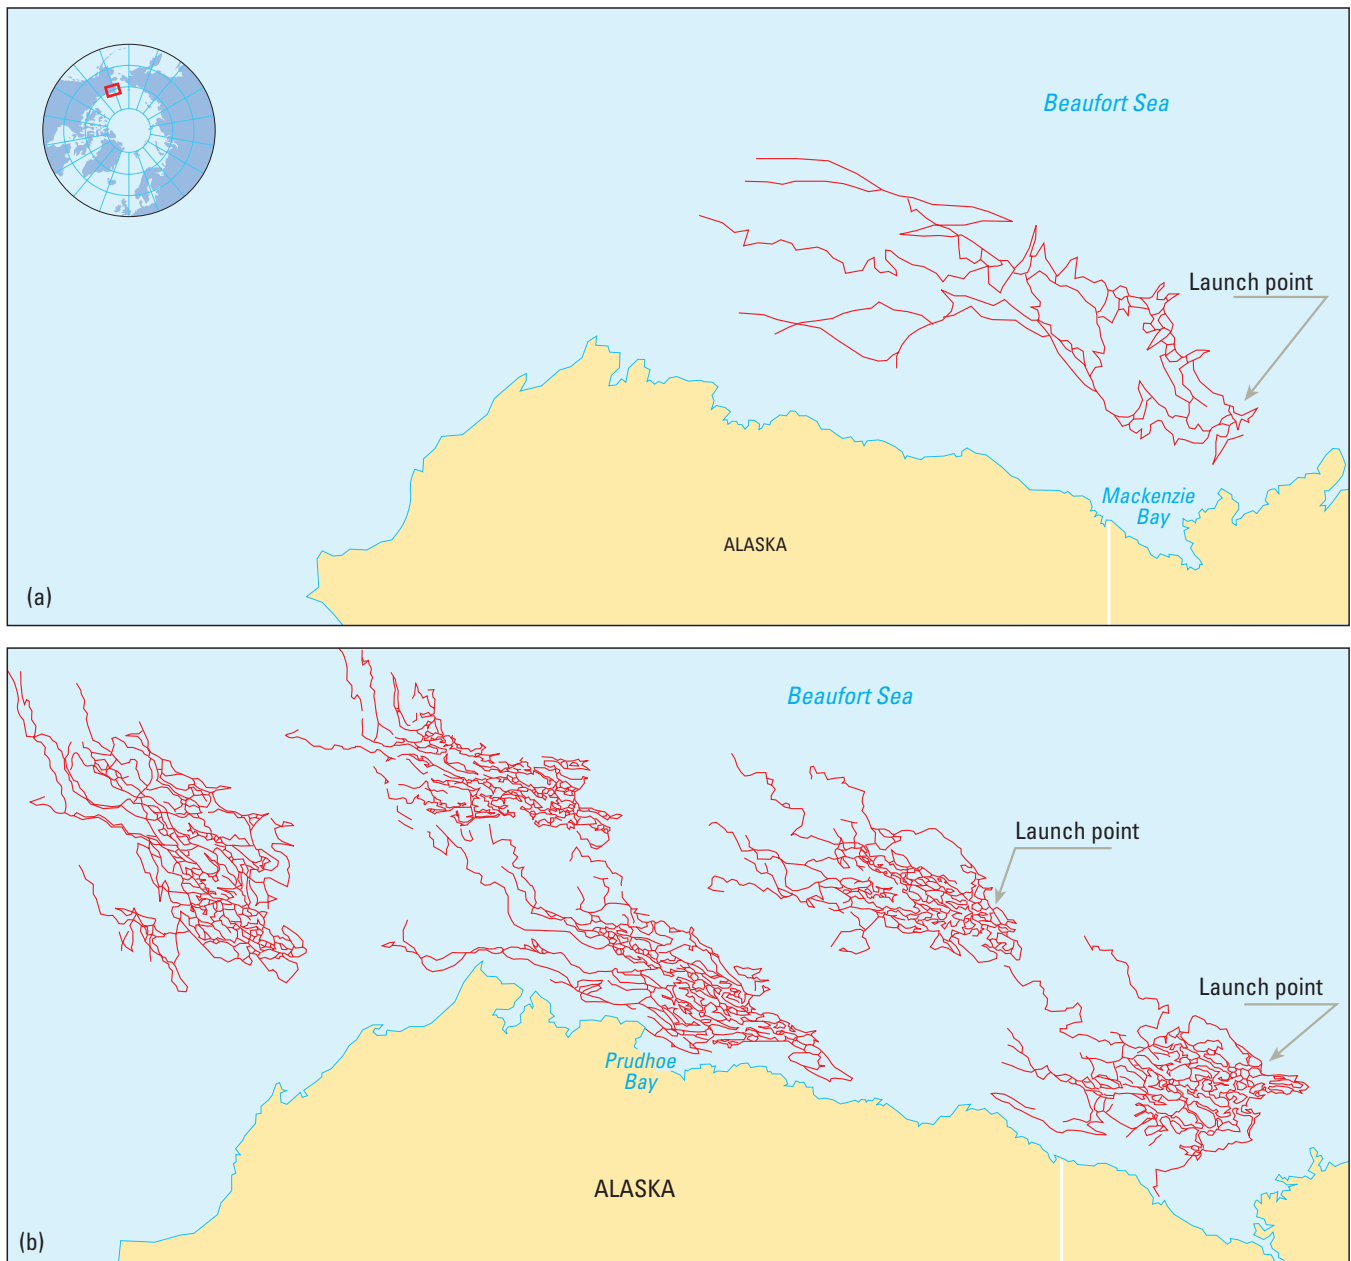 Beaufort Sea
Launch point
Mackenzie
Bay
ALASKA
(a)
Beaufort Sea
Launch point
Launch point
Prudhoe
Bay
ALASKA
(b)